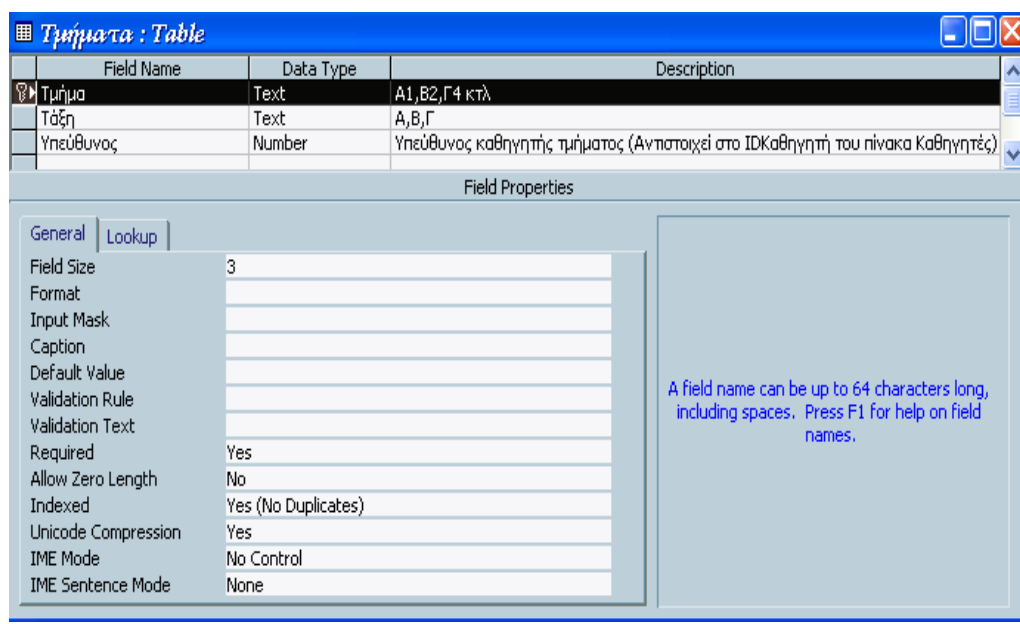 Τμήματα : Table
Field Name Data Type Description
Τμήμα Text Α1,Β2,Γ4 κτλ
Τάξη Text Α,Β,Γ
Υπεύθυνος Number Υπεύθυνος καθηγητής τμήματος (Αντιστοιχεί στο IDΚαθηγητή του πίνακα Καθηγητές)
Field Properties
General Lookup
Field Size 3
Format
Input Mask
Caption
Default Value
Validation Rule
Validation Text
Required Yes
Allow Zero Length No
Indexed Yes (No Duplicates)
Unicode Compression Yes
IME Mode No Control
IME Sentence Mode None
A field name can be up to 64 characters long,
including spaces. Press F1 for help on field
names.